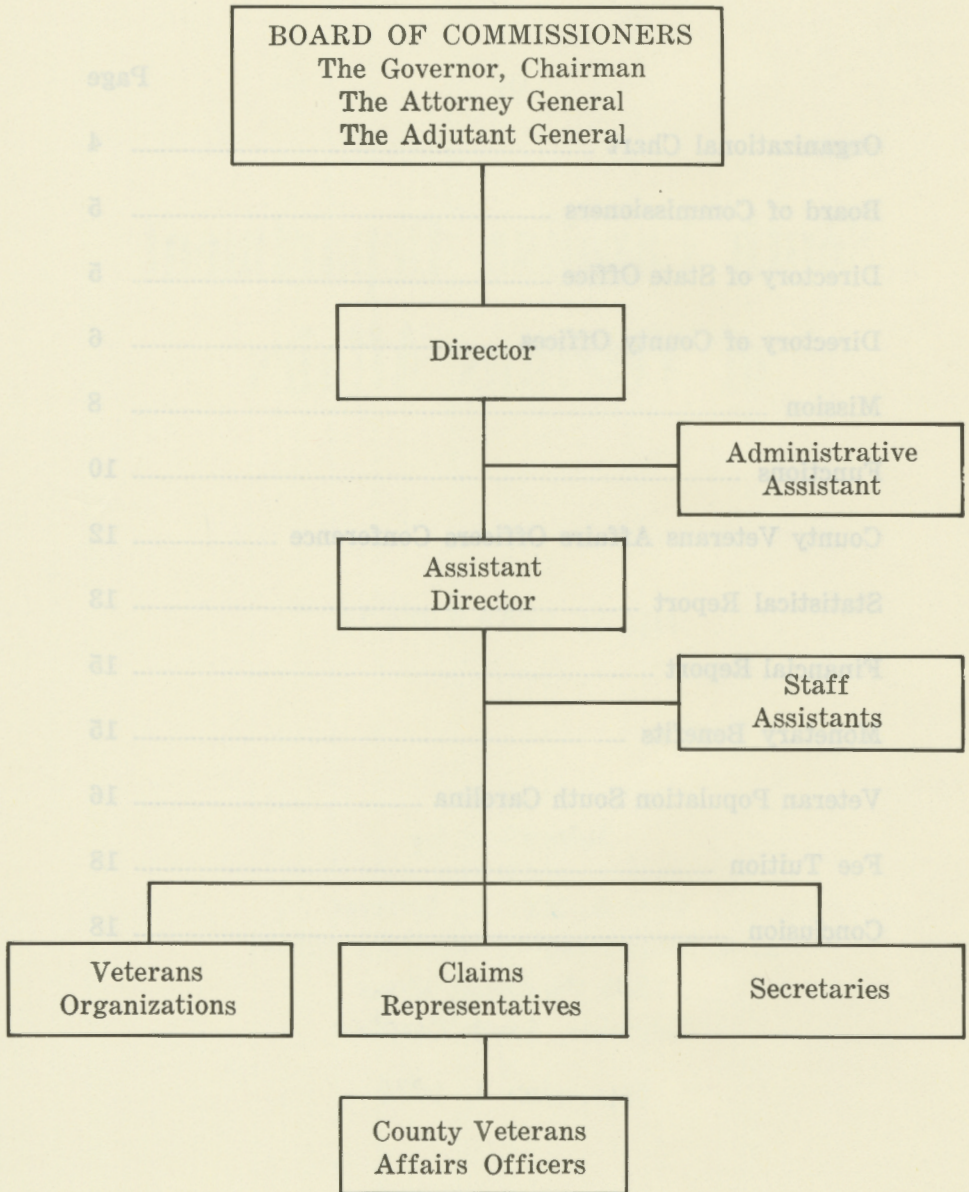 BOARD OF COMMISSIONERS
The Governor, Chairman
The Attorney General
The Adjutant General
Director
Administrative
Assistant
Assistant
Director
Staff
Assistants
Veterans
Organizations
Claims
Representatives
Secretaries
County Veterans
Affairs Officers
Page
Organizational Chart 4
Board of Commissioners 5
Directory of State Office 5
Directory of County Offices 6
Mission 8
Functions 10
County Veterans Affairs Officers Conference 12
Statistical Report 13
Financial Report 15
Monetary Benefits 15
Veteran Population South Carolina 16
Fee Tuition 18
Conclusion 18